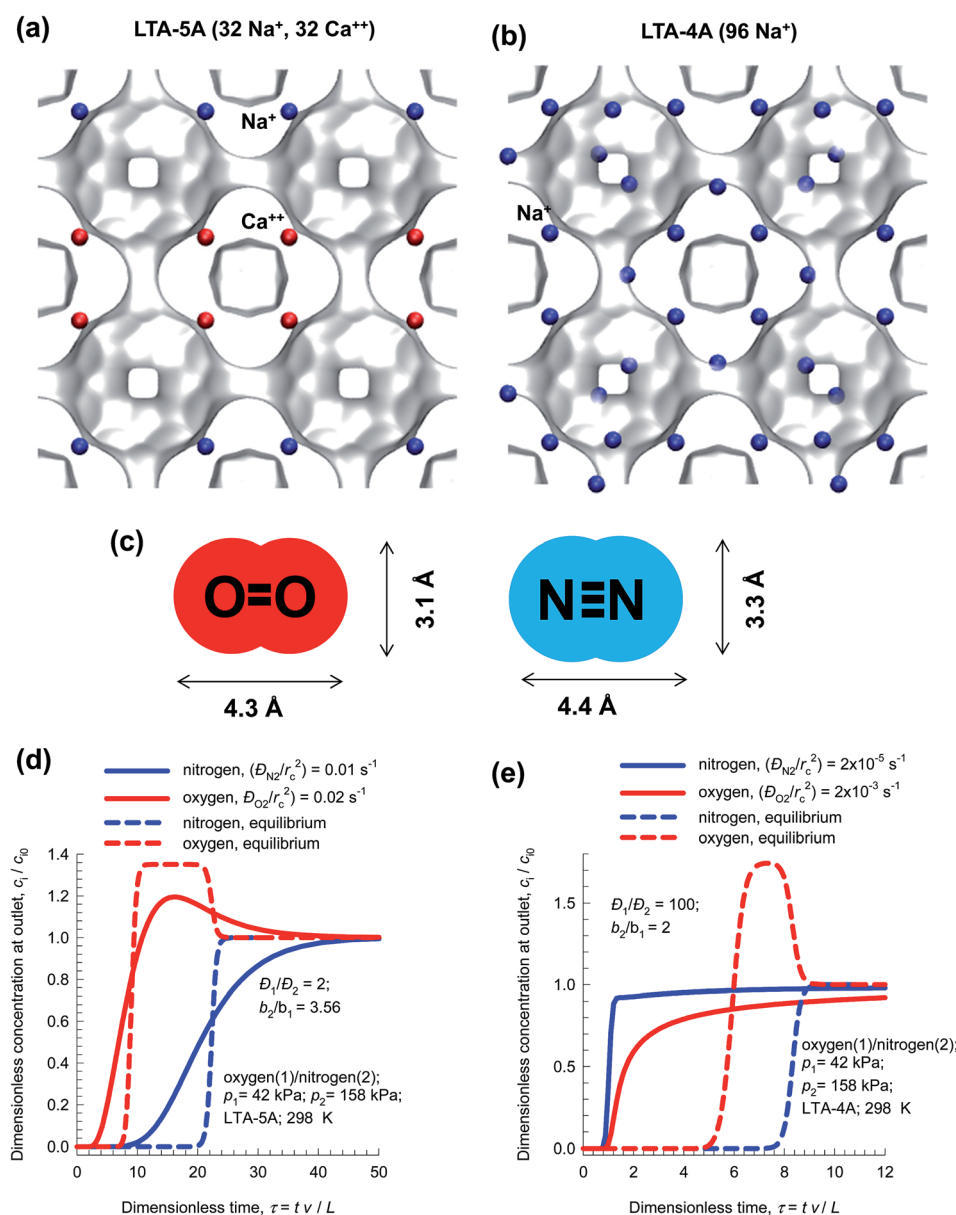 (a)
LTA-5A (32 Na⁺, 32 Ca⁺⁺)
Na⁺
Ca⁺⁺
(b)
LTA-4A (96 Na⁺)
Na⁺
(c)
O=O
3.1 Å
4.3 Å
N≡N
3.3 Å
4.4 Å
(d)
nitrogen, (Đ_N2/r_c²) = 0.01 s⁻¹
oxygen, Đ_O2/r_c²) = 0.02 s⁻¹
nitrogen, equilibrium
oxygen, equilibrium
Dimensionless concentration at outlet, c_i / c_i0
1.4
1.2
1.0
0.8
0.6
0.4
0.2
0.0
Đ₁/Đ₂ = 2;
b₂/b₁ = 3.56
oxygen(1)/nitrogen(2);
p₁= 42 kPa; p₂= 158 kPa;
LTA-5A; 298 K
0 10 20 30 40 50
Dimensionless time, τ = t v / L
(e)
nitrogen, (Đ_N2/r_c²) = 2x10⁻⁵ s⁻¹
oxygen, (Đ_O2/r_c²) = 2x10⁻³ s⁻¹
nitrogen, equilibrium
oxygen, equilibrium
Dimensionless concentration at outlet, c_i / c_i0
1.5
1.0
0.5
0.0
Đ₁/Đ₂ = 100;
b₂/b₁ = 2
oxygen(1)/nitrogen(2);
p₁= 42 kPa;
p₂= 158 kPa;
LTA-4A; 298 K
0 2 4 6 8 10 12
Dimensionless time, τ = t v / L